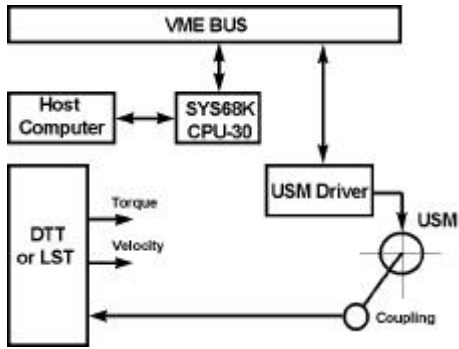 VME BUS
Host
Computer
SYS68K
CPU-30
USM Driver
USM
DTT
or LST
Torque
Velocity
Coupling